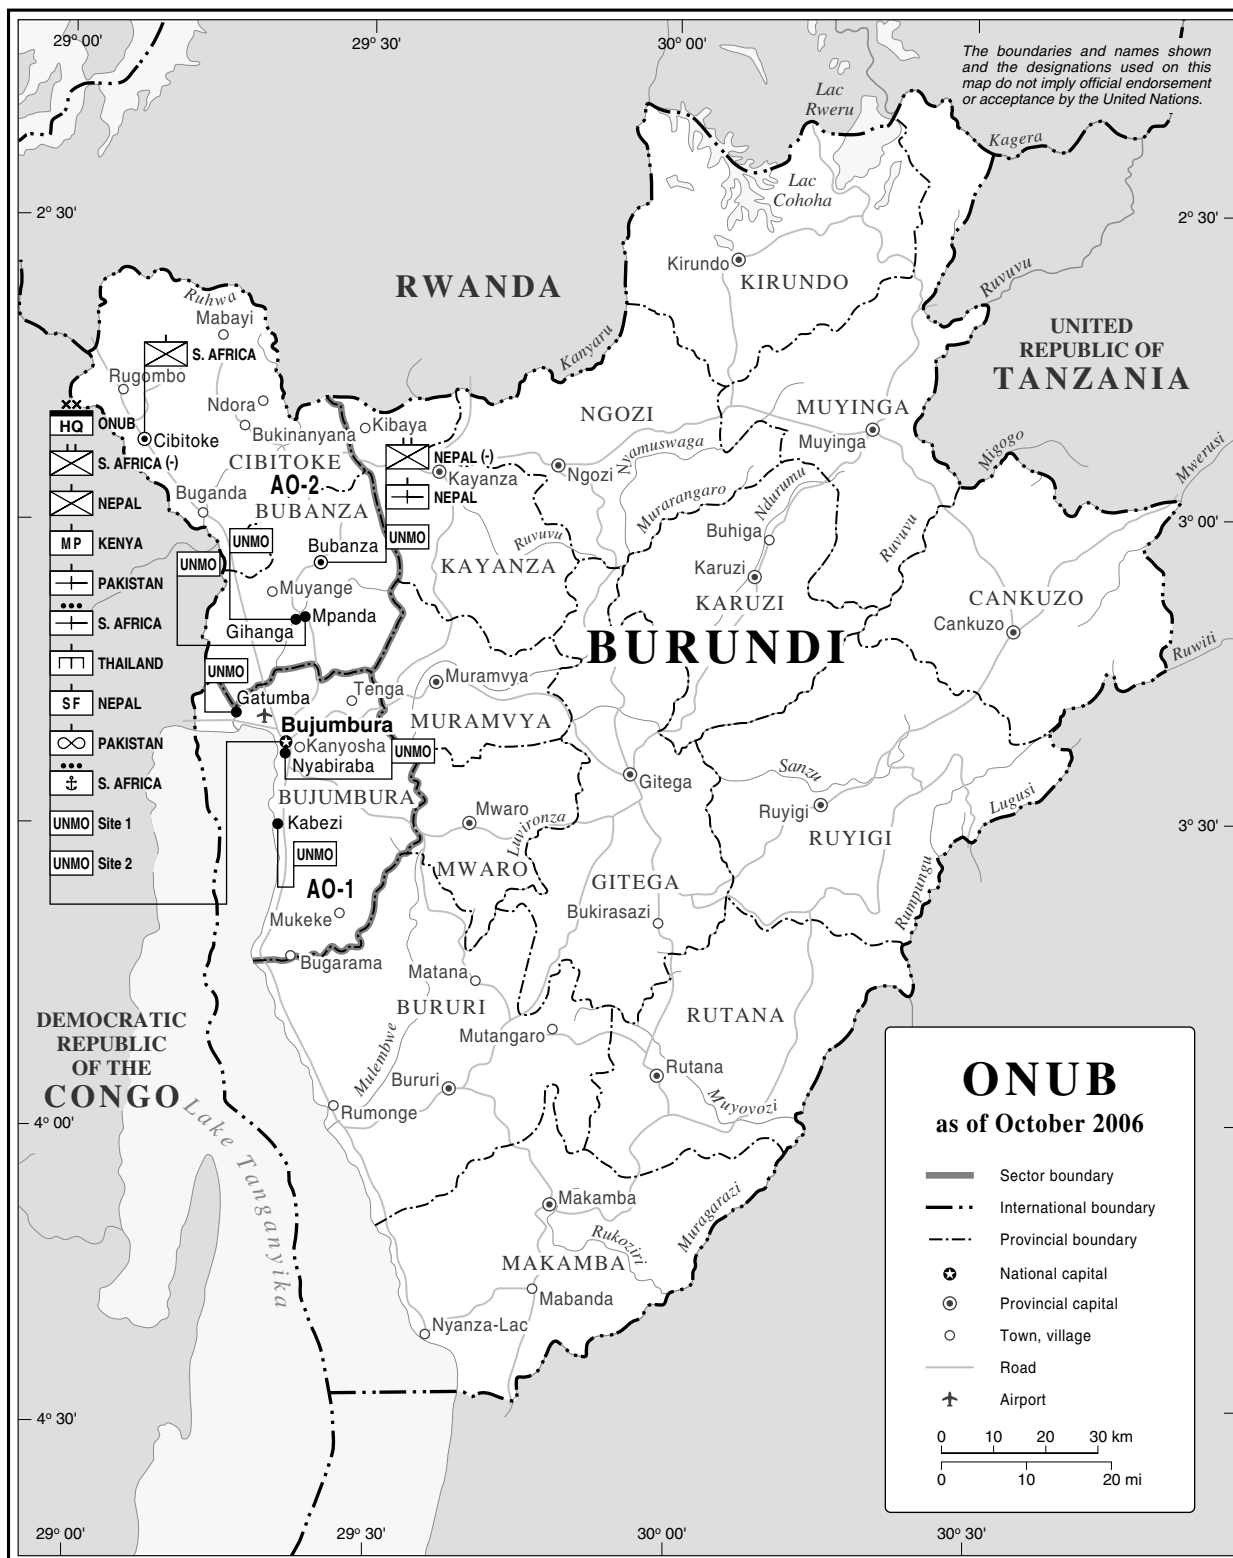 29° 00'
29° 30'
30° 00'
The boundaries and names shown
and the designations used on this
map do not imply official endorsement
or acceptance by the United Nations.
Lac
Rweru
Kagera
Lac
Cohoha
2° 30'
2° 30'
Kirundo
KIRUNDO
RWANDA
Ruvuvu
Ruhwa
Mabayi
UNITED
REPUBLIC OF
TANZANIA
S. AFRICA
Kanyaru
Rugombo
Ndora
NGOZI
MUYINGA
HQ
ONUB
Cibitoke
Bukinanyana
Kibaya
Muyinga
Nyamuswaga
Migogo
Mwerusi
S. AFRICA (-)
CIBITOKE
AO-2
NEPAL (-)
Kayanza
Ngozi
Murarangaro
Ndurumu
NEPAL
Buganda
BUBANZA
NEPAL
3° 00'
Buhiga
Ruvuvu
MP
KENYA
UNMO
Bubanza
UNMO
Ruvuvu
KAYANZA
Karuzi
KARUZI
CANKUZO
PAKISTAN
UNMO
Muyange
S. AFRICA
Gihanga
Mpanda
Cankuzo
BURUNDI
Ruwiti
THAILAND
UNMO
Gatumba
Tenga
Muramvya
SF
NEPAL
Bujumbura
MURAMVYA
PAKISTAN
Kanyosha
UNMO
Nyabiraba
S. AFRICA
BUJUMBURA
Gitega
Sanzu
Lugusi
Ruyigi
RUYIGI
UNMO
Site 1
Kabezi
Mwaro
Luvironza
3° 30'
UNMO
Site 2
UNMO
AO-1
MWARO
GITEGA
Rumpungu
Mukeke
Bukirasazi
Bugarama
Matana
BURURI
RUTANA
DEMOCRATIC
REPUBLIC
OF THE
CONGO
Mulembwe
Mutangaro
Rutana
Bururi
Muyovozi
Lake Tanganyika
Rumonge
4° 00'
Makamba
Rukoziri
Muragarazi
MAKAMBA
Mabanda
Nyanza-Lac
4° 30'
ONUB
as of October 2006
Sector boundary
International boundary
Provincial boundary
National capital
Provincial capital
Town, village
Road
Airport
0 10 20 30 km
0 10 20 mi
29° 00'
29° 30'
30° 00'
30° 30'